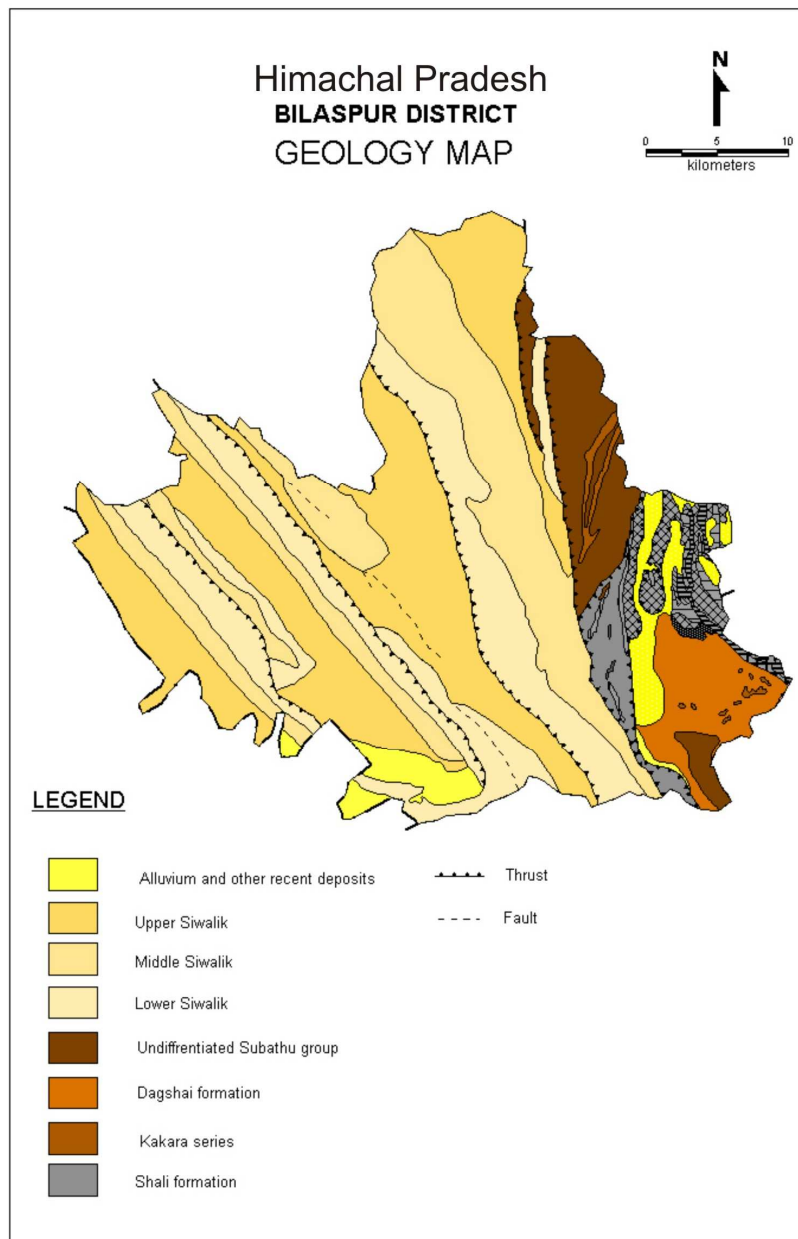 Himachal Pradesh
BILASPUR DISTRICT
GEOLOGY MAP
N
0 5 10
kilometers
LEGEND
Alluvium and other recent deposits
Upper Siwalik
Middle Siwalik
Lower Siwalik
Undiffrentiated Subathu group
Dagshai formation
Kakara series
Shali formation
Thrust
Fault